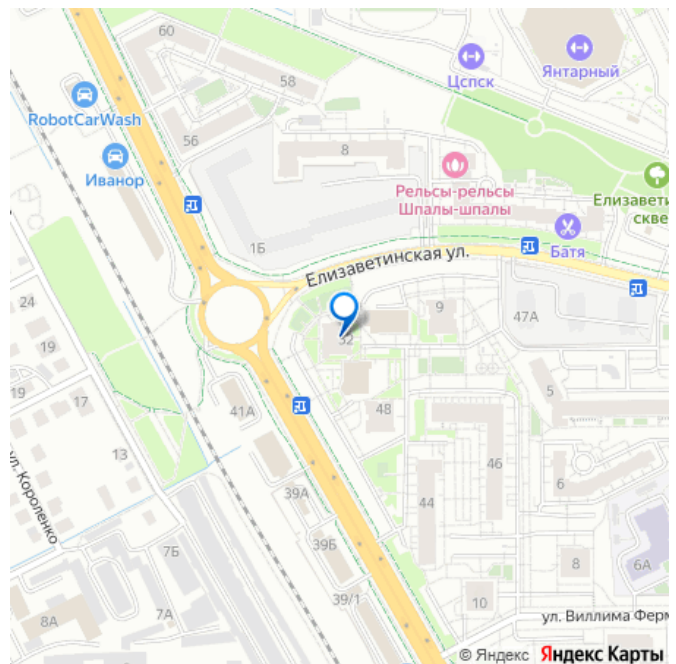 60
58
Цспск
Янтарный
RobotCarWash
56
8
Иванор
Рельсы-рельсы
Шпалы-шпалы
Елизавети
скве
Батя
1Б
Елизаветинская ул.
24
9
47А
19
32
19
17
41А
48
5
13
ул. Короленко
46
39А
44
6
7Б
39Б
8
6А
7А
39/1
10
8А
ул. Виллима Ферм
© Яндекс Яндекс Карты